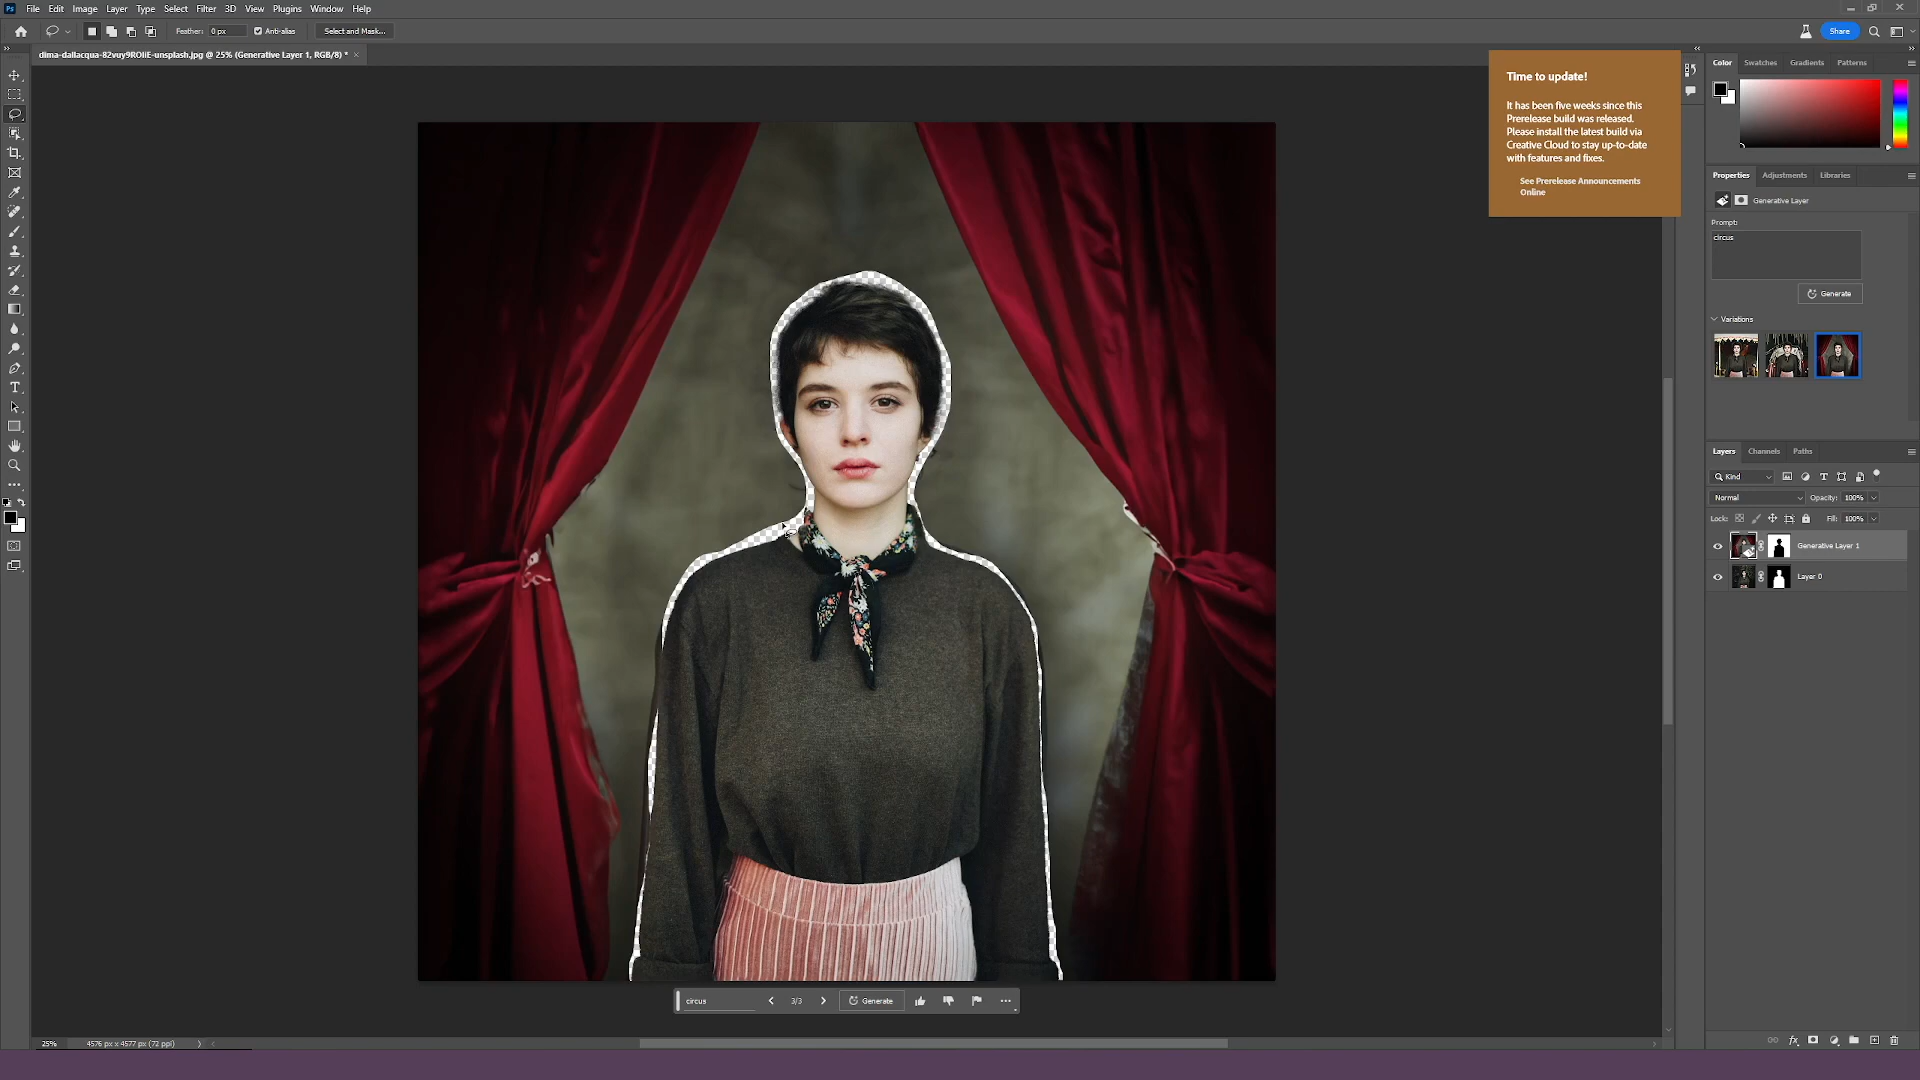 Ps File Edit Image Layer Type Select Filter 3D View Plugins Window Help
Feather: 0 px Anti-alias Select and Mask... Share
dima-dallacqua-82vuy9ROliE-unsplash.jpg @ 25% (Generative Layer 1, RGB/8) *
Time to update!
It has been five weeks since this
Prerelease build was released.
Please install the latest build via
Creative Cloud to stay up-to-date
with features and fixes.
See Prerelease Announcements
Online
Color Swatches Gradients Patterns
Properties Adjustments Libraries
Generative Layer
Prompt:
circus
Generate
Variations
Layers Channels Paths
Kind
Normal Opacity: 100%
Lock: Fill: 100%
Generative Layer 1
Layer 0
circus 3/3 Generate
25% 4576 px x 4577 px (72 ppi)